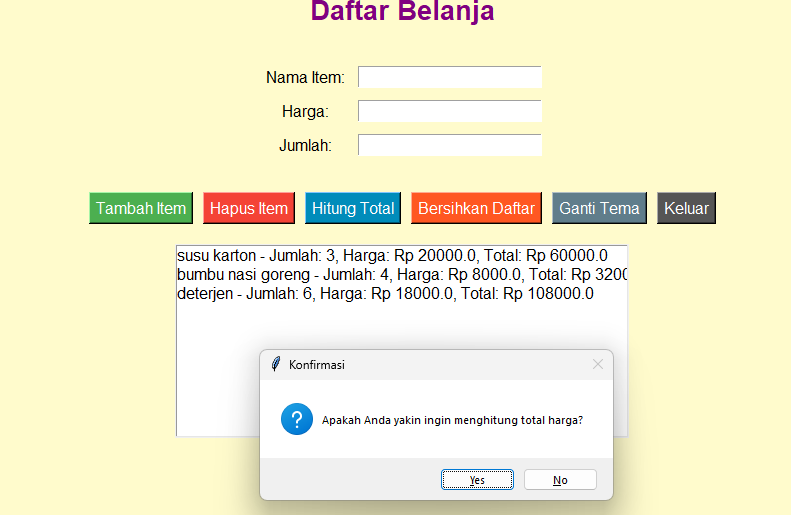 Daftar Belanja
Nama Item:
Harga:
Jumlah:
Tambah Item Hapus Item Hitung Total Bersihkan Daftar Ganti Tema Keluar
susu karton - Jumlah: 3, Harga: Rp 20000.0, Total: Rp 60000.0
bumbu nasi goreng - Jumlah: 4, Harga: Rp 8000.0, Total: Rp 3200
deterjen - Jumlah: 6, Harga: Rp 18000.0, Total: Rp 108000.0
Konfirmasi
Apakah Anda yakin ingin menghitung total harga?
Yes No